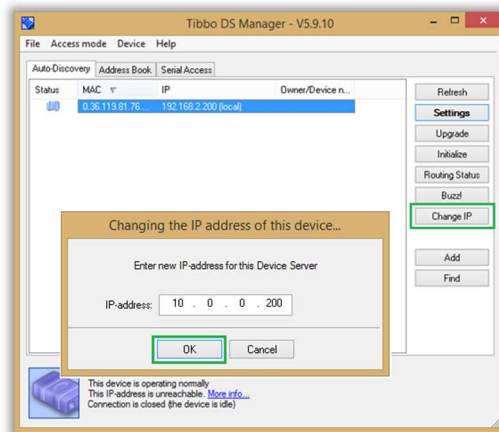 Tibbo DS Manager - V5.9.10
File Access mode Device Help
Auto-Discovery Address Book Serial Access
Status MAC IP Owner/Device n...
0.36.119.81.76.... 192.168.2.200 (local)
Refresh
Settings
Upgrade
Initialize
Routing Status
Buzz!
Change IP
Add
Find
Changing the IP address of this device...
Enter new IP-address for this Device Server
IP-address: 10 . 0 . 0 . 200
OK Cancel
This device is operating normally
This IP-address is unreachable. More info...
Connection is closed (the device is idle)